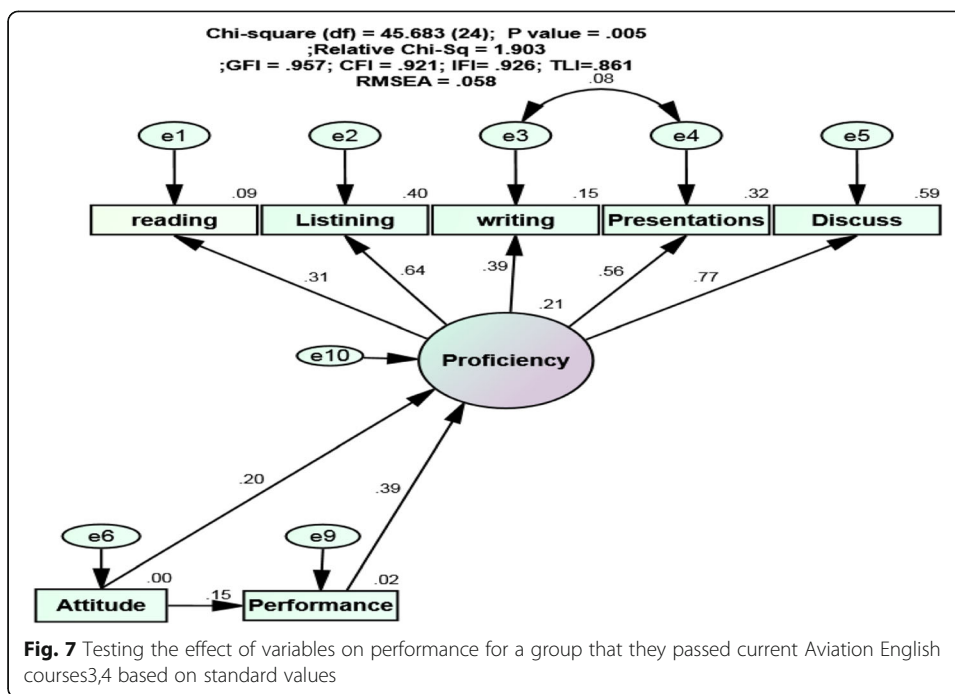 Chi-square (df) = 45.683 (24); P value = .005
;Relative Chi-Sq = 1.903
;GFI = .957; CFI = .921; IFI= .926; TLI=.861
RMSEA = .058
.08
e1 e2 e3 e4 e5
.09 .40 .15 .32 .59
reading Listining writing Presentations Discuss
.31 .64 .39 .56 .77
.21
e10 Proficiency
.20 .39
e6 e9
.00 .02
Attitude .15 Performance
Fig. 7 Testing the effect of variables on performance for a group that they passed current Aviation English
courses3,4 based on standard values